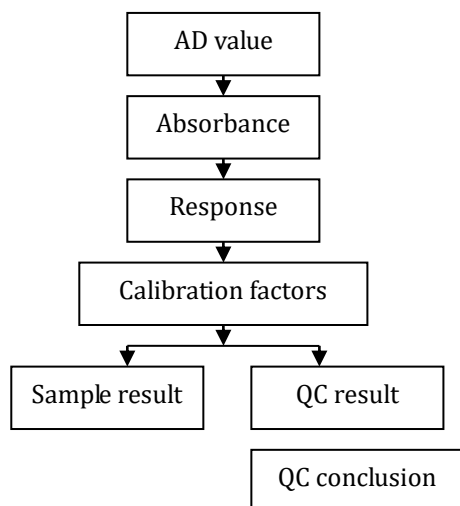 AD value
Absorbance
Response
Calibration factors
Sample result
QC result
QC conclusion